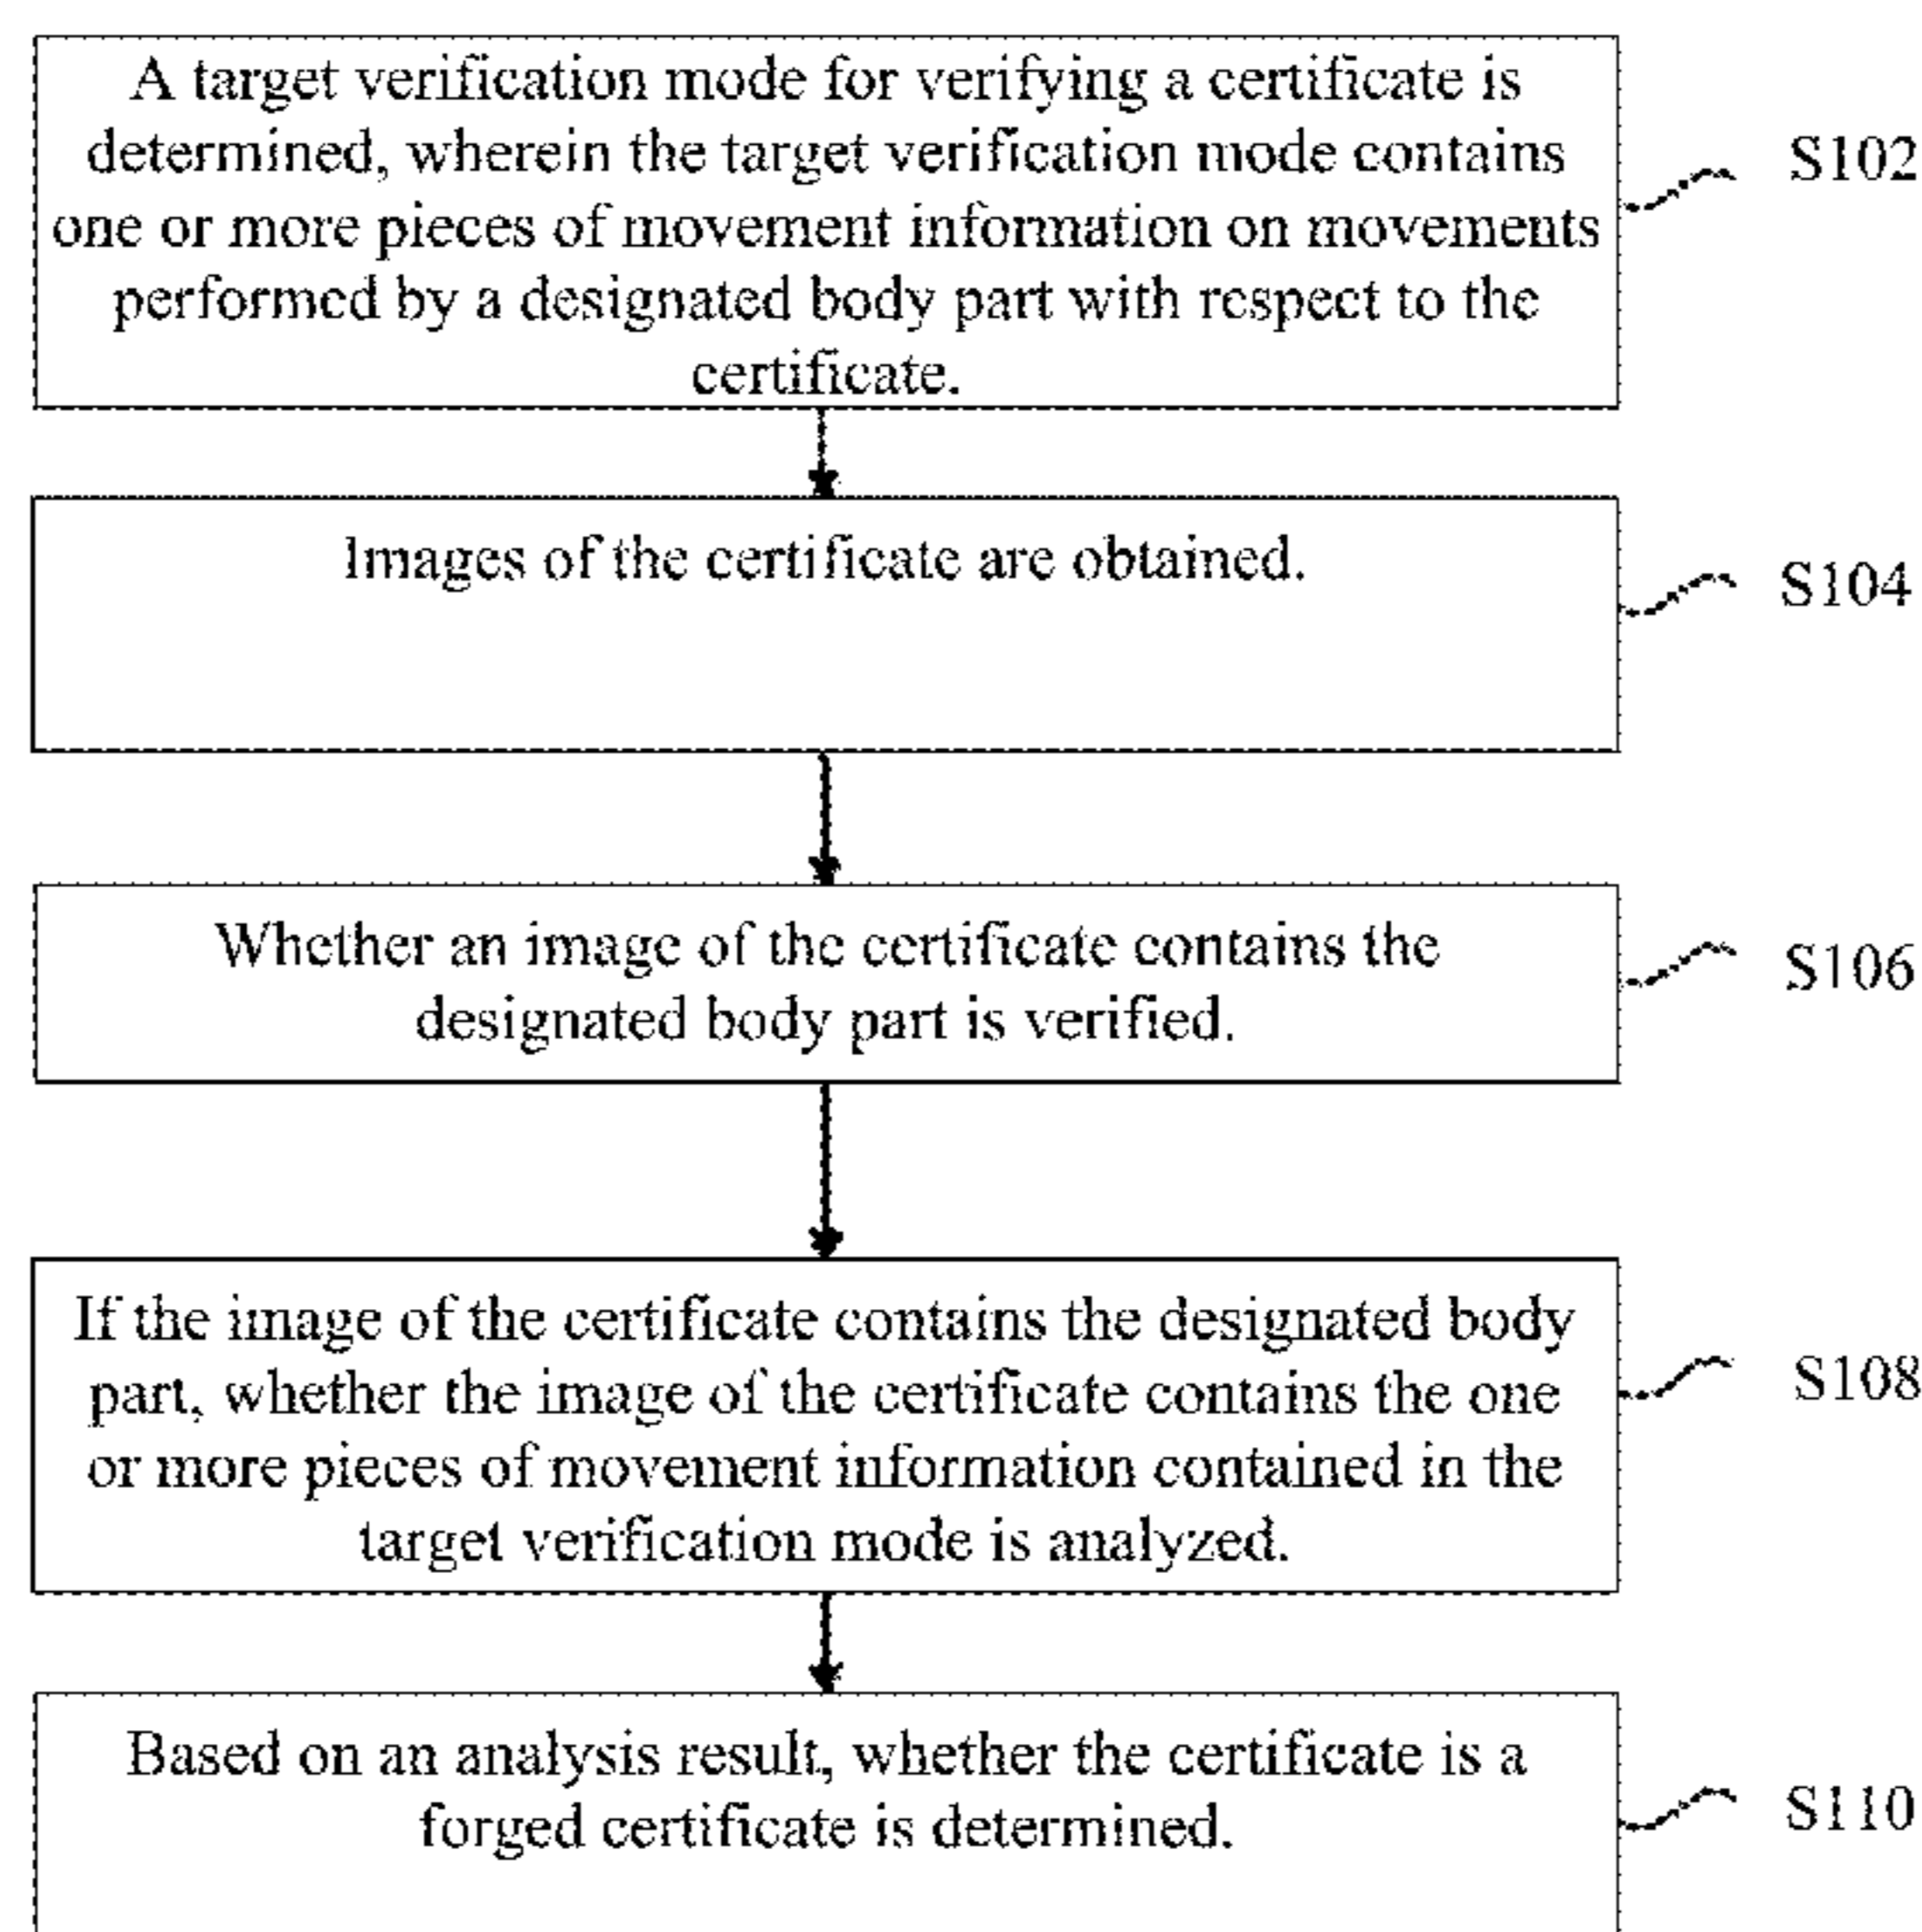 A target verification mode for verifying a certificate is
determined, wherein the target verification mode contains
one or more pieces of movement information on movements
performed by a designated body part with respect to the
certificate.
S102
Images of the certificate are obtained.
S104
Whether an image of the certificate contains the
designated body part is verified.
S106
If the image of the certificate contains the designated body
part, whether the image of the certificate contains the one
or more pieces of movement information contained in the
target verification mode is analyzed.
S108
Based on an analysis result, whether the certificate is a
forged certificate is determined.
S110